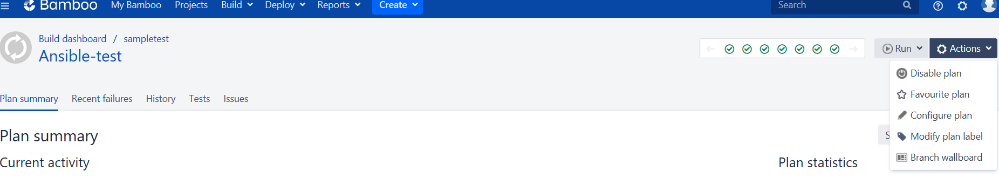 Bamboo My Bamboo Projects Build Deploy Reports Create Search
Build dashboard / sampletest
Ansible-test
Run Actions
Disable plan
Favourite plan
Configure plan
Modify plan label
Branch wallboard
Plan summary Recent failures History Tests Issues
Plan summary
S
Current activity
Plan statistics